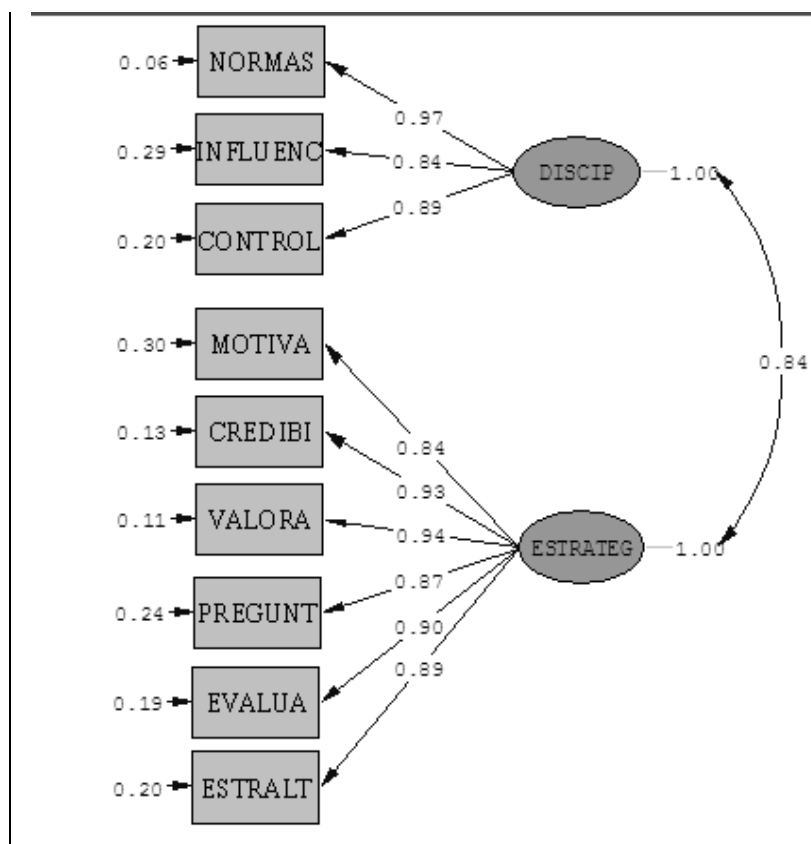 0.06 NORMAS
0.97
0.29 INFLUENC
0.84
DISCIP 1.00
0.20 CONTROL
0.89
0.30 MOTIVA
0.84
0.84
0.13 CREDIBI
0.93
0.11 VALORA
0.94
ESTRATEG 1.00
0.87
0.24 PREGUNT
0.90
0.89
0.19 EVALUA
0.20 ESTRALT